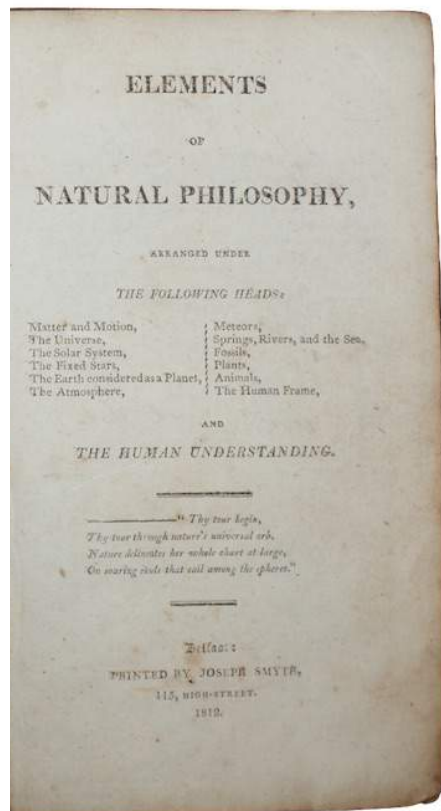 ELEMENTS
OF
NATURAL PHILOSOPHY,
ARRANGED UNDER
THE FOLLOWING HEADS:
Matter and Motion,
The Universe,
The Solar System,
The Fixed Stars,
The Earth considered as a Planet,
The Atmosphere,
Meteors,
Springs, Rivers, and the Sea,
Fossils,
Plants,
Animals,
The Human Frame,
AND
THE HUMAN UNDERSTANDING.
" Thy tour begin,
Thy tour through nature's universal orb.
Nature delineates her whole chart at large,
On soaring souls that sail among the spheres."
Belfast:
PRINTED BY JOSEPH SMYTH,
115, HIGH-STREET.
1812.